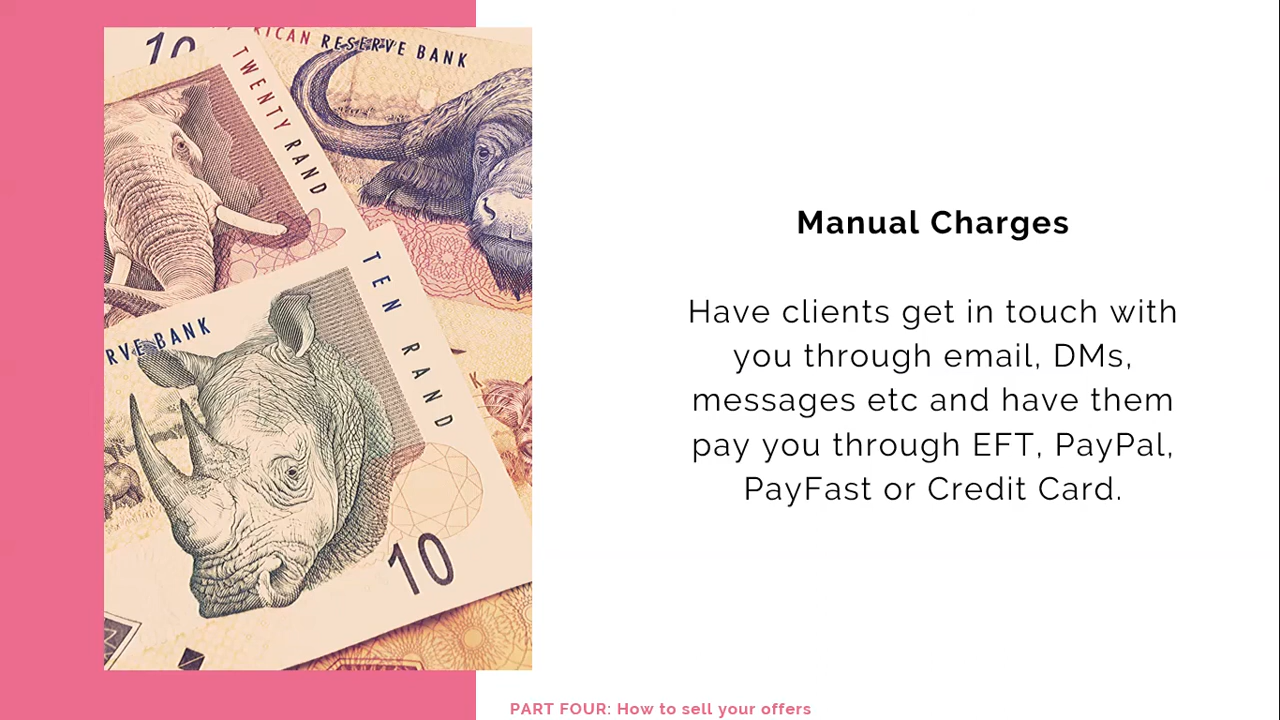 10
RICAN RESERVE BANK
TWENTY RAND
TEN RAND
RVE BANK
10
Manual Charges
Have clients get in touch with
you through email, DMs,
messages etc and have them
pay you through EFT, PayPal,
PayFast or Credit Card.
PART FOUR: How to sell your offers